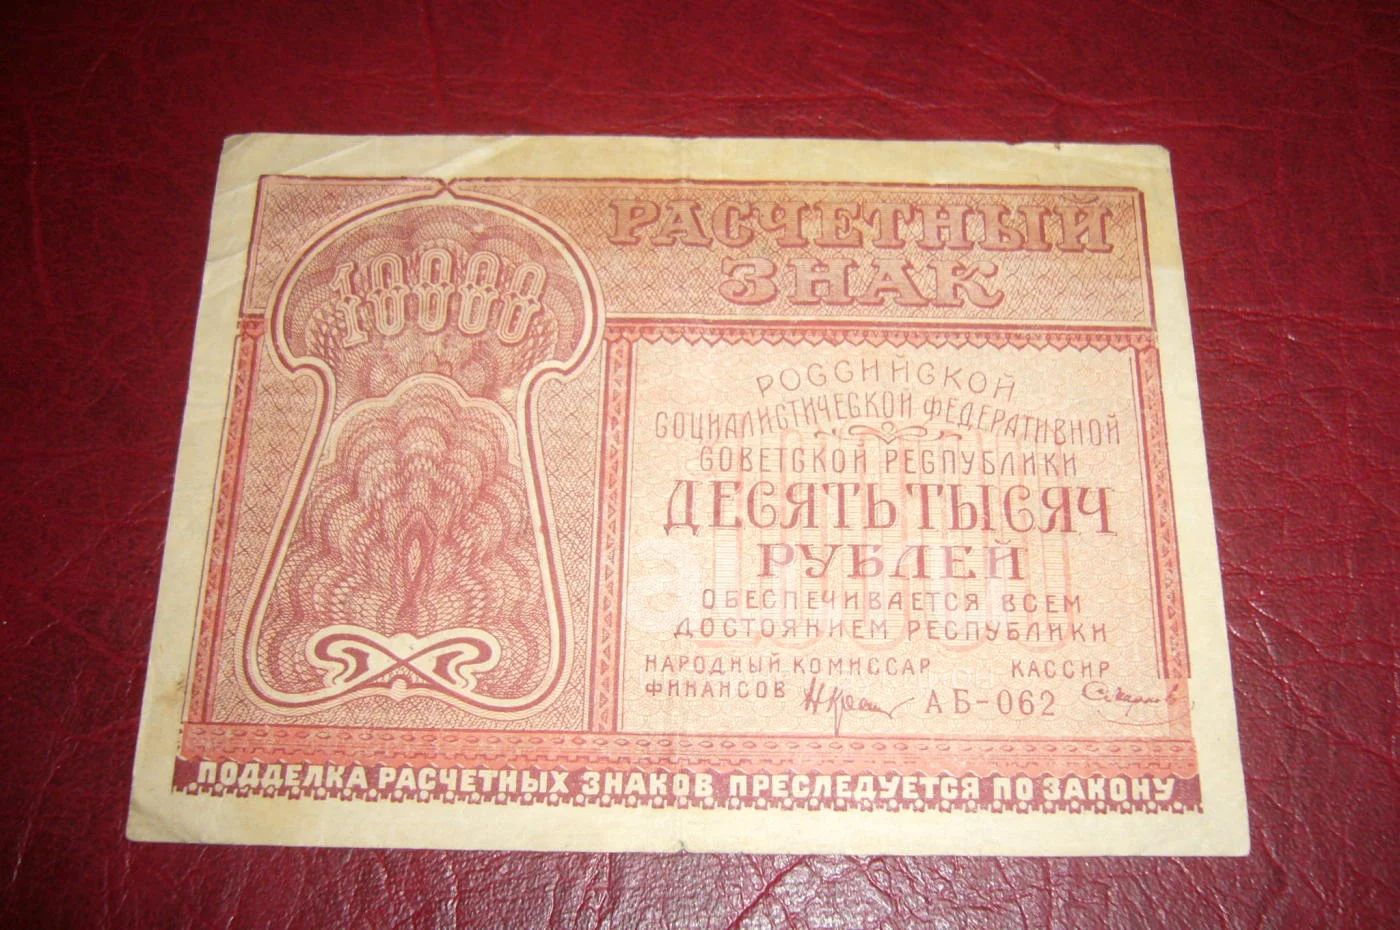 РАСЧЕТНЫЙ
ЗНАК
10000
РОССИЙСКОЙ
СОЦИАЛИСТИЧЕСКОЙ ФЕДЕРАТИВНОЙ
СОВЕТСКОЙ РЕСПУБЛИКИ
ДЕСЯТЬ ТЫСЯЧ
РУБЛЕЙ
ОБЕСПЕЧИВАЕТСЯ ВСЕМ
ДОСТОЯНИЕМ РЕСПУБЛИКИ
НАРОДНЫЙ КОМИССАР КАССИР
ФИНАНСОВ АБ-062
ПОДДЕЛКА РАСЧЕТНЫХ ЗНАКОВ ПРЕСЛЕДУЕТСЯ ПО ЗАКОНУ